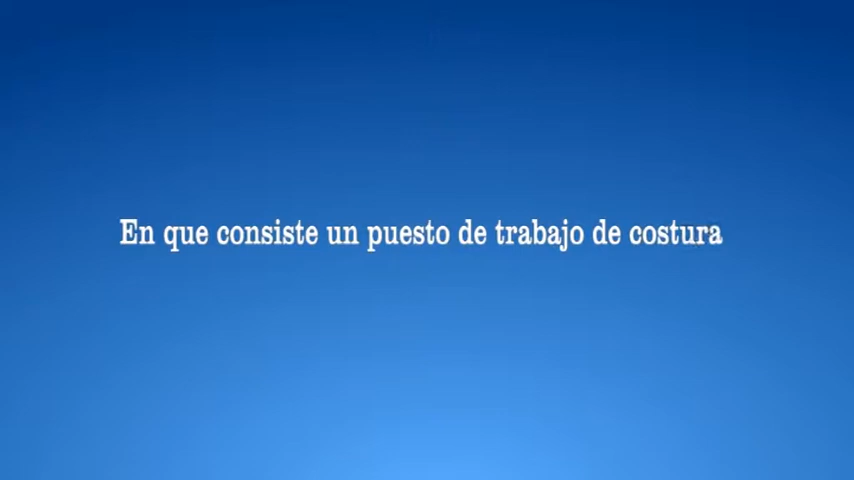 En que consiste un puesto de trabajo de costura